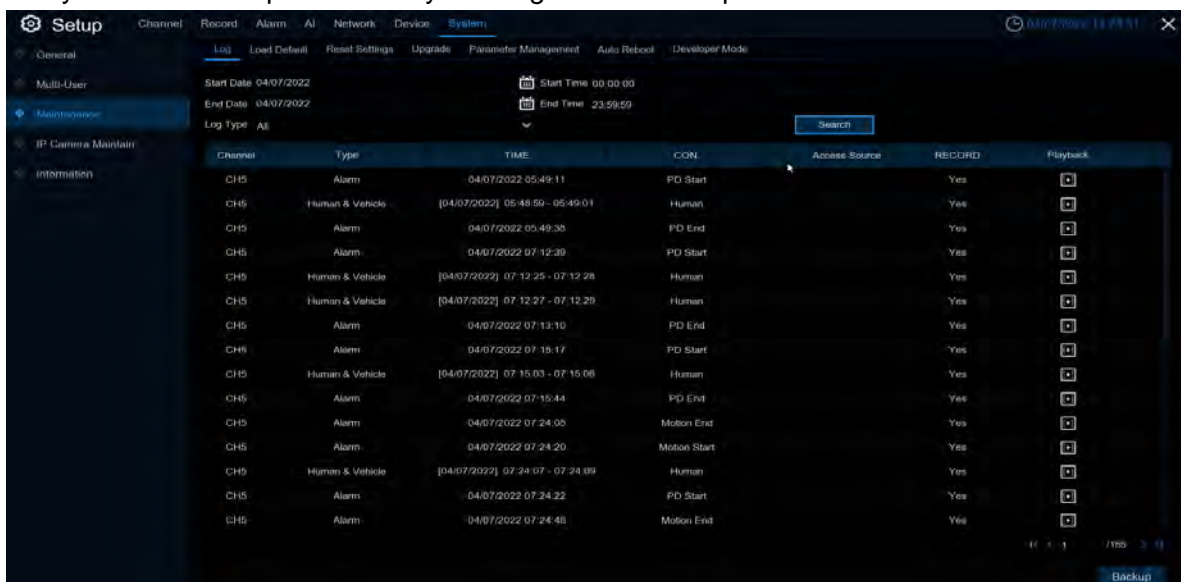 Setup Channel Record Alarm AI Network Device System
General
Multi-User
Maintenance
IP Camera Maintain
Information
Log Load Default Reset Settings Upgrade Parameter Management Auto Reboot Developer Mode
Start Date 04/07/2022 Start Time 00:00:00
End Date 04/07/2022 End Time 23:59:59
Log Type All
Search
Channel Type TIME CON. Access Source RECORD Playback
CH5 Alarm 04/07/2022 05:49:11 PD Start Yes
CH5 Human & Vehicle [04/07/2022] 05:48:59 - 05:49:01 Human Yes
CH5 Alarm 04/07/2022 05:49:38 PD End Yes
CH5 Alarm 04/07/2022 07:12:39 PD Start Yes
CH5 Human & Vehicle [04/07/2022] 07:12:25 - 07:12:28 Human Yes
CH5 Human & Vehicle [04/07/2022] 07:12:27 - 07:12:29 Human Yes
CH5 Alarm 04/07/2022 07:13:10 PD End Yes
CH5 Alarm 04/07/2022 07:15:17 PD Start Yes
CH5 Human & Vehicle [04/07/2022] 07:15:03 - 07:15:06 Human Yes
CH5 Alarm 04/07/2022 07:15:44 PD End Yes
CH5 Alarm 04/07/2022 07:24:05 Motion End Yes
CH5 Alarm 04/07/2022 07:24:20 Motion Start Yes
CH5 Human & Vehicle [04/07/2022] 07:24:07 - 07:24:09 Human Yes
CH5 Alarm 04/07/2022 07:24:22 PD Start Yes
CH5 Alarm 04/07/2022 07:24:48 Motion End Yes
1 /155
Backup